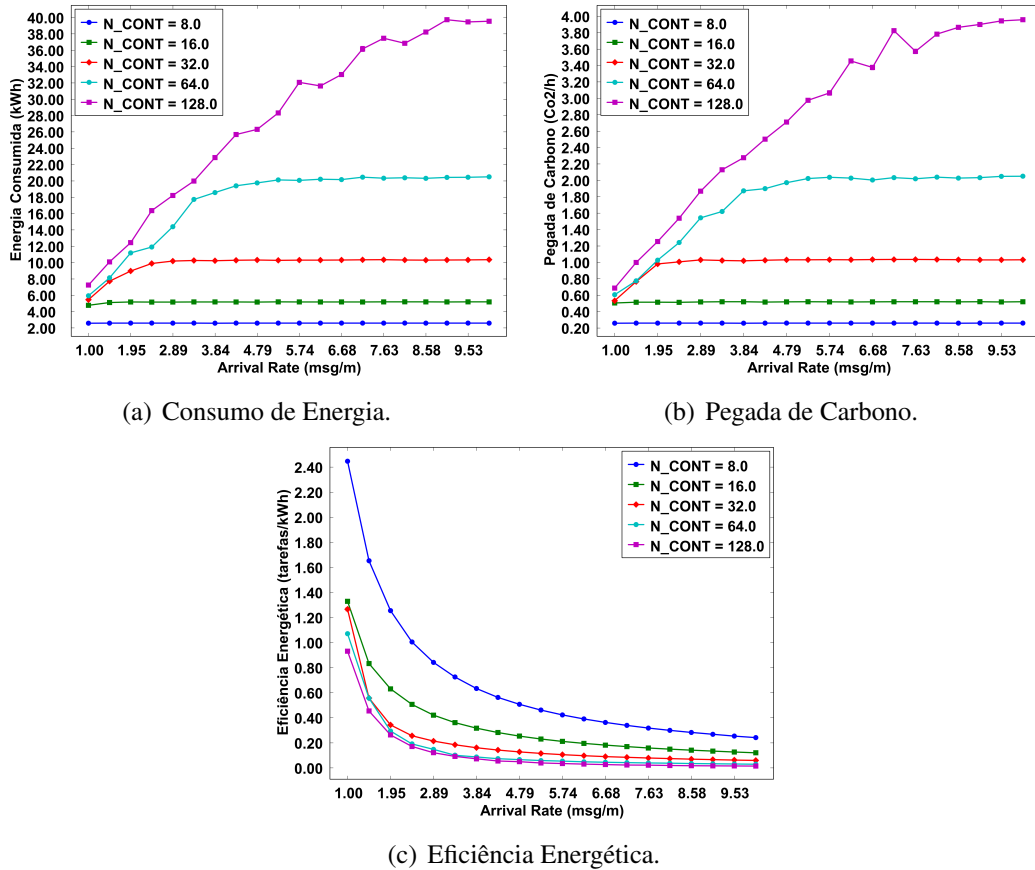 40.00
38.00
36.00
34.00
32.00
30.00
28.00
26.00
24.00
22.00
20.00
18.00
16.00
14.00
12.00
10.00
8.00
6.00
4.00
2.00
Energia Consumida (kWh)
N_CONT = 8.0
N_CONT = 16.0
N_CONT = 32.0
N_CONT = 64.0
N_CONT = 128.0
1.00 1.95 2.89 3.84 4.79 5.74 6.68 7.63 8.58 9.53
Arrival Rate (msg/m)
(a) Consumo de Energia.
4.00
3.80
3.60
3.40
3.20
3.00
2.80
2.60
2.40
2.20
2.00
1.80
1.60
1.40
1.20
1.00
0.80
0.60
0.40
0.20
Pegada de Carbono (Co2/h)
N_CONT = 8.0
N_CONT = 16.0
N_CONT = 32.0
N_CONT = 64.0
N_CONT = 128.0
1.00 1.95 2.89 3.84 4.79 5.74 6.68 7.63 8.58 9.53
Arrival Rate (msg/m)
(b) Pegada de Carbono.
2.40
2.20
2.00
1.80
1.60
1.40
1.20
1.00
0.80
0.60
0.40
0.20
0.00
Eficiência Energética (tarefas/kWh)
N_CONT = 8.0
N_CONT = 16.0
N_CONT = 32.0
N_CONT = 64.0
N_CONT = 128.0
1.00 1.95 2.89 3.84 4.79 5.74 6.68 7.63 8.58 9.53
Arrival Rate (msg/m)
(c) Eficiência Energética.